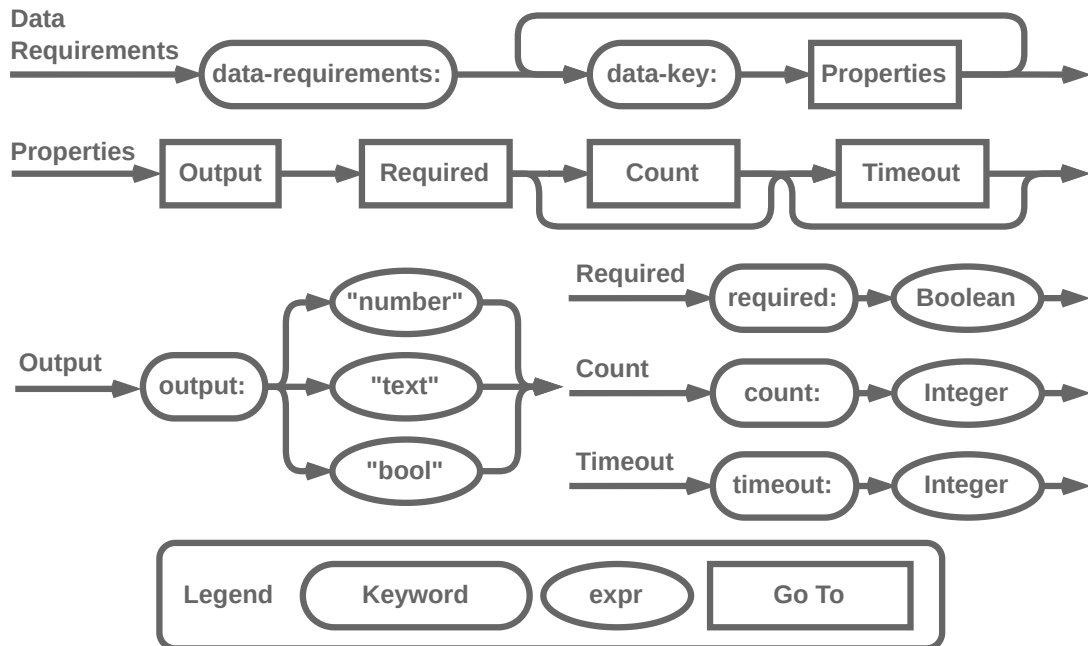 Data
Requirements
data-requirements:
data-key:
Properties
Properties
Output
Required
Count
Timeout
Output
output:
"number"
"text"
"bool"
Required
required:
Boolean
Count
count:
Integer
Timeout
timeout:
Integer
Legend
Keyword
expr
Go To